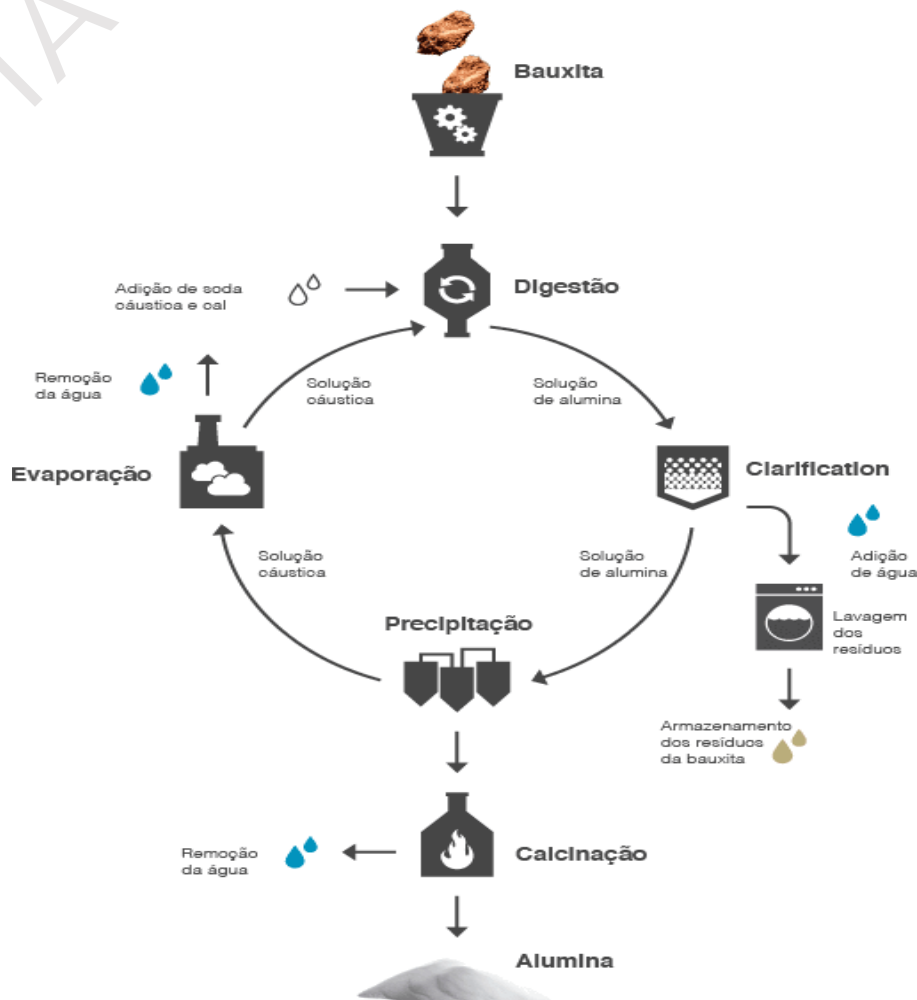 IA
Bauxita
Digestão
Adição de soda
cáustica e cal
Remoção
da água
Solução
cáustica
Solução
de alumina
Evaporação
Clarification
Solução
cáustica
Solução
de alumina
Adição
de água
Precipitação
Lavagem
dos
resíduos
Armazenamento
dos resíduos
da bauxita
Calcinação
Remoção
da água
Alumina